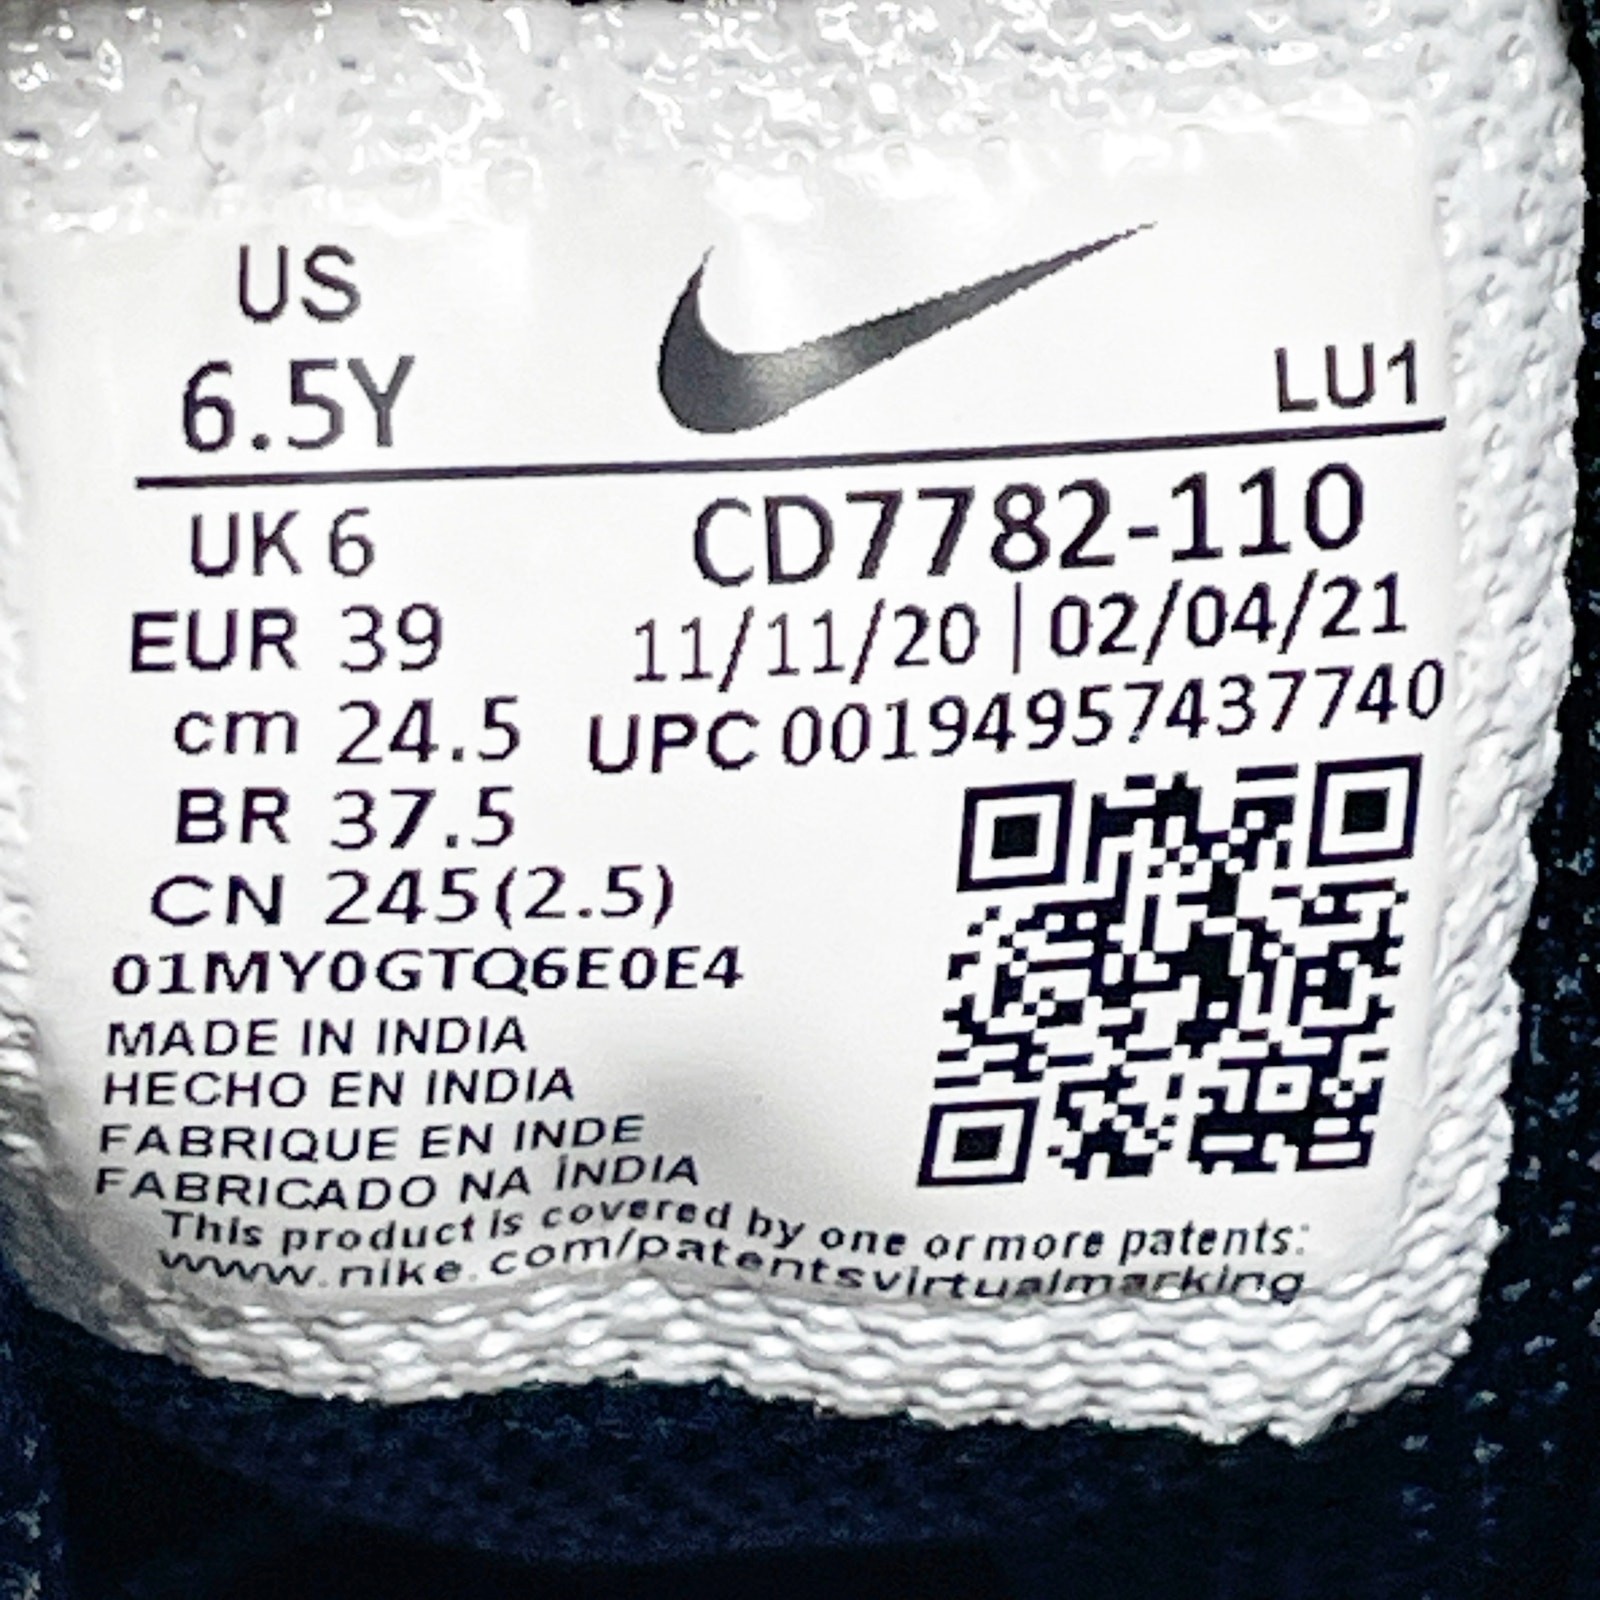 US
6.5Y
LU1
UK 6
EUR 39
cm 24.5
BR 37.5
CN 245(2.5)
CD7782-110
11/11/20 | 02/04/21
UPC 00194957437740
01MY0GTQ6E0E4
MADE IN INDIA
HECHO EN INDIA
FABRIQUE EN INDE
FABRICADO NA ÍNDIA
This product is covered by one or more patents:
www.nike.com/patentsvirtualmarking